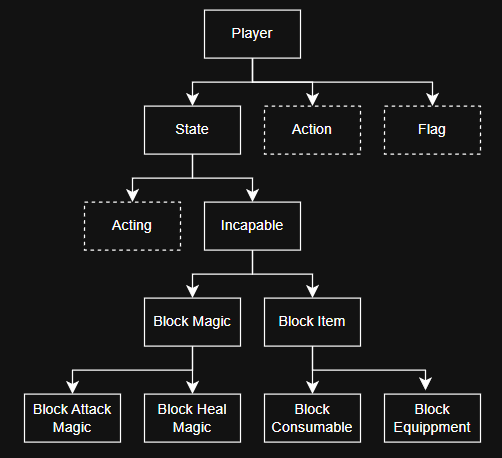 Player
State
Action
Flag
Acting
Incapable
Block Magic
Block Item
Block Attack
Magic
Block Heal
Magic
Block
Consumable
Block
Equippment